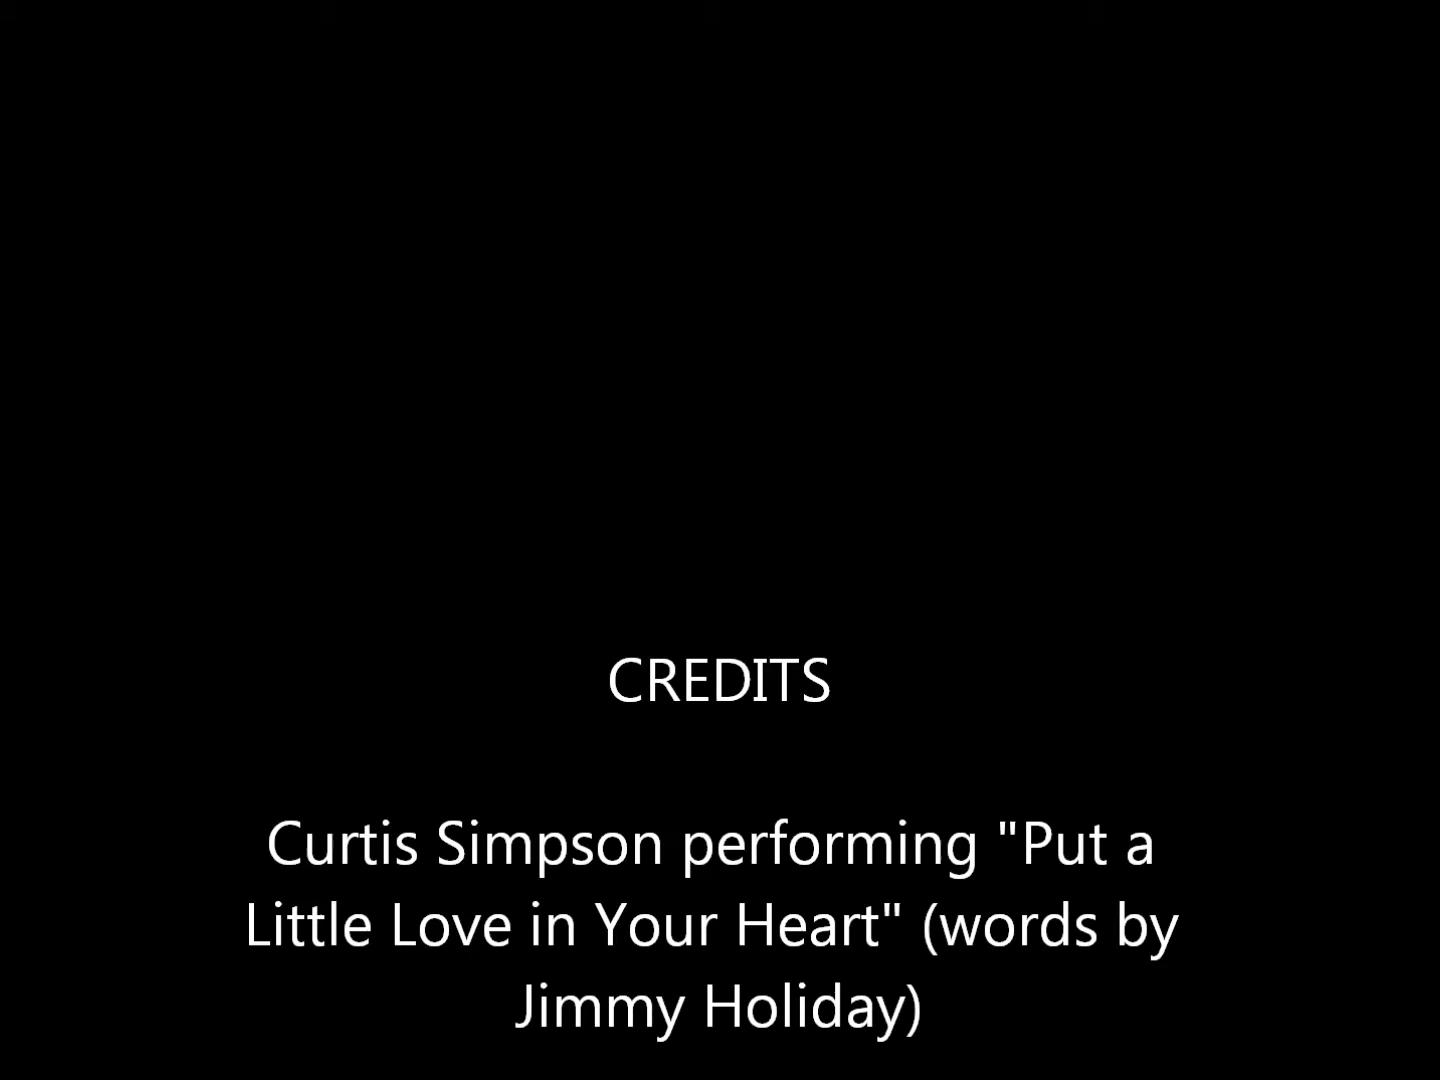 CREDITS
Curtis Simpson performing "Put a
Little Love in Your Heart" (words by
Jimmy Holiday)